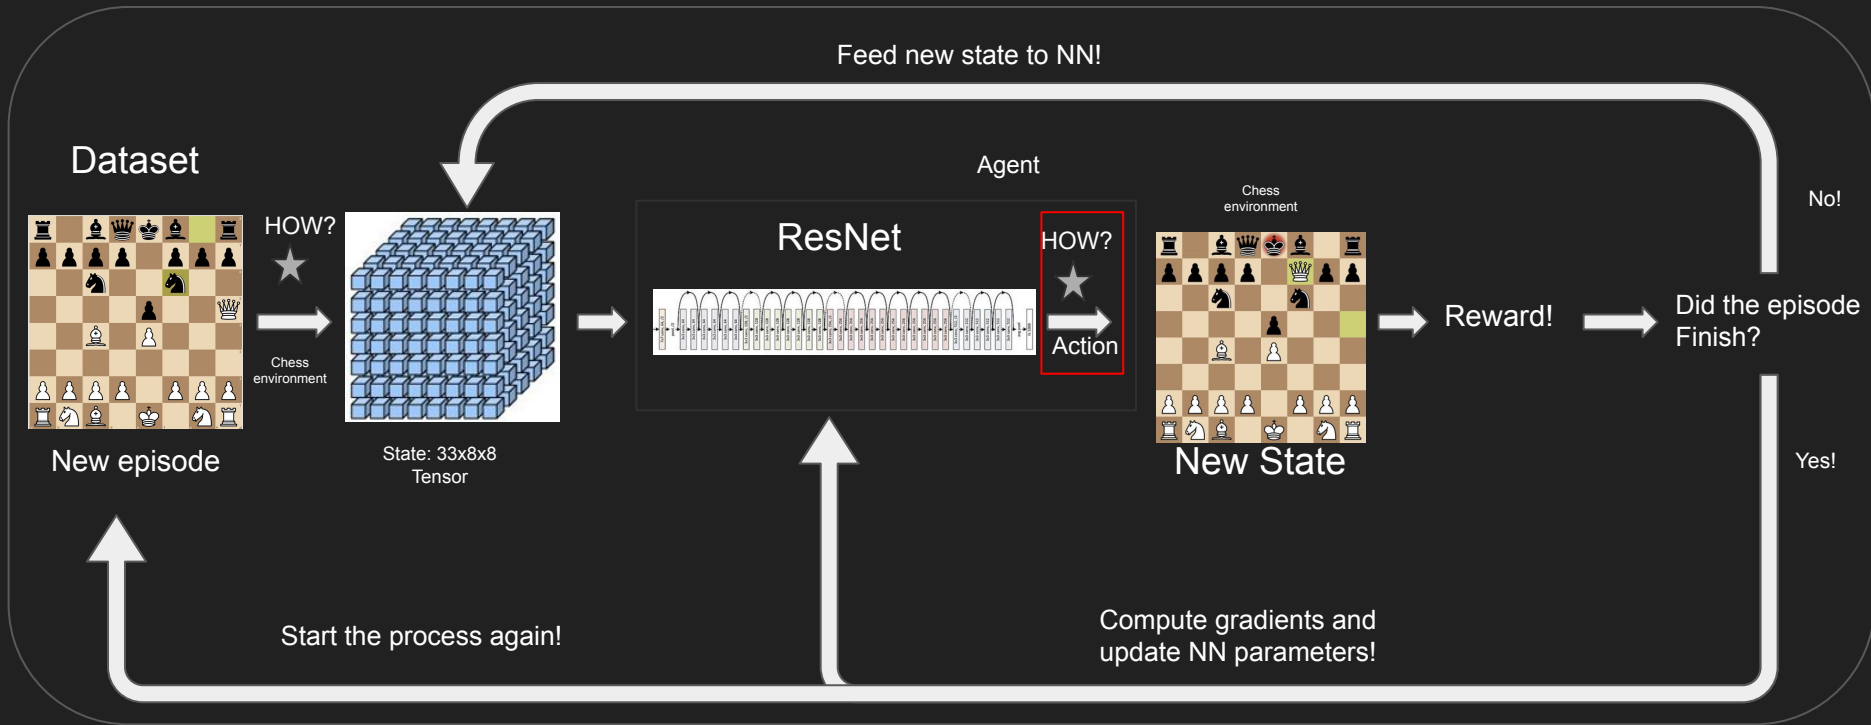 Feed new state to NN!
Dataset
Agent
Chess
environment
No!
HOW?
ResNet
HOW?
Reward!
Did the episode
Finish?
Action
Chess
environment
New episode
State: 33x8x8
Tensor
New State
Yes!
Start the process again!
Compute gradients and
update NN parameters!